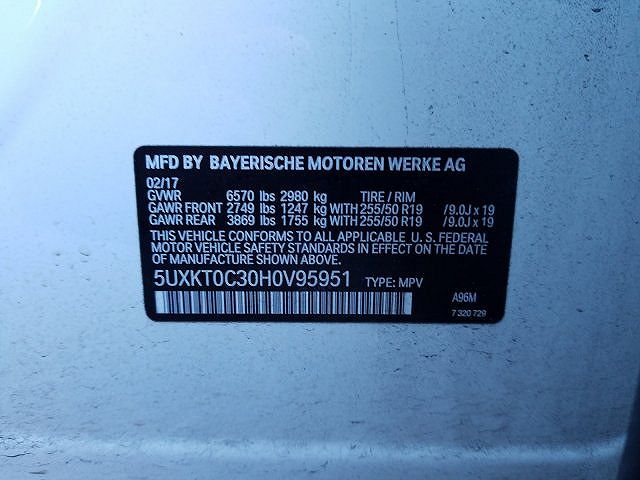 MFD BY BAYERISCHE MOTOREN WERKE AG
02/17
GVWR 6570 lbs 2980 kg TIRE / RIM
GAWR FRONT 2749 lbs 1247 kg WITH 255/50 R19 /9.0J x 19
GAWR REAR 3869 lbs 1755 kg WITH 255/50 R19 /9.0J x 19
THIS VEHICLE CONFORMS TO ALL APPLICABLE U. S. FEDERAL
MOTOR VEHICLE SAFETY STANDARDS IN EFFECT ON THE DATE
OF MANUFACTURE SHOWN ABOVE.
5UXKT0C30H0V95951 TYPE: MPV
A96M
7 320 729